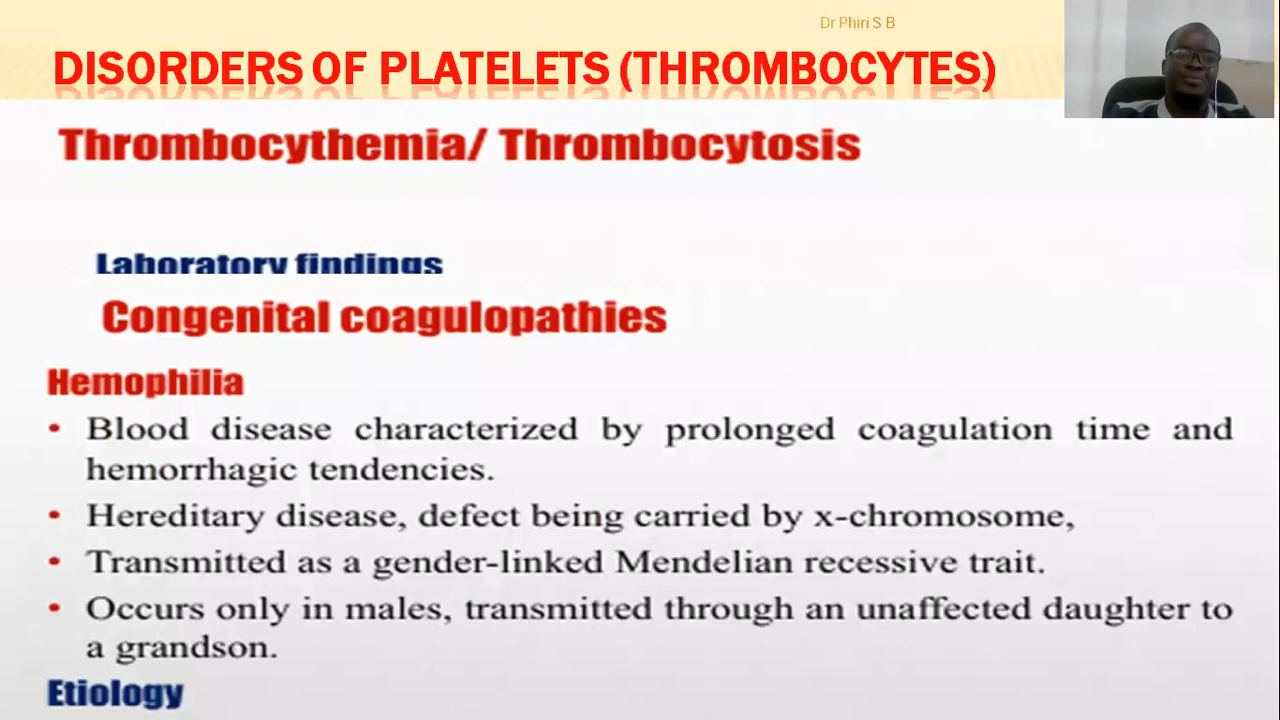 Dr Phiri S B
DISORDERS OF PLATELETS (THROMBOCYTES)
Thrombocythemia/ Thrombocytosis
Laboratory findings
Congenital coagulopathies
Hemophilia
• Blood disease characterized by prolonged coagulation time and
hemorrhagic tendencies.
• Hereditary disease, defect being carried by x-chromosome,
• Transmitted as a gender-linked Mendelian recessive trait.
• Occurs only in males, transmitted through an unaffected daughter to
a grandson.
Etiology